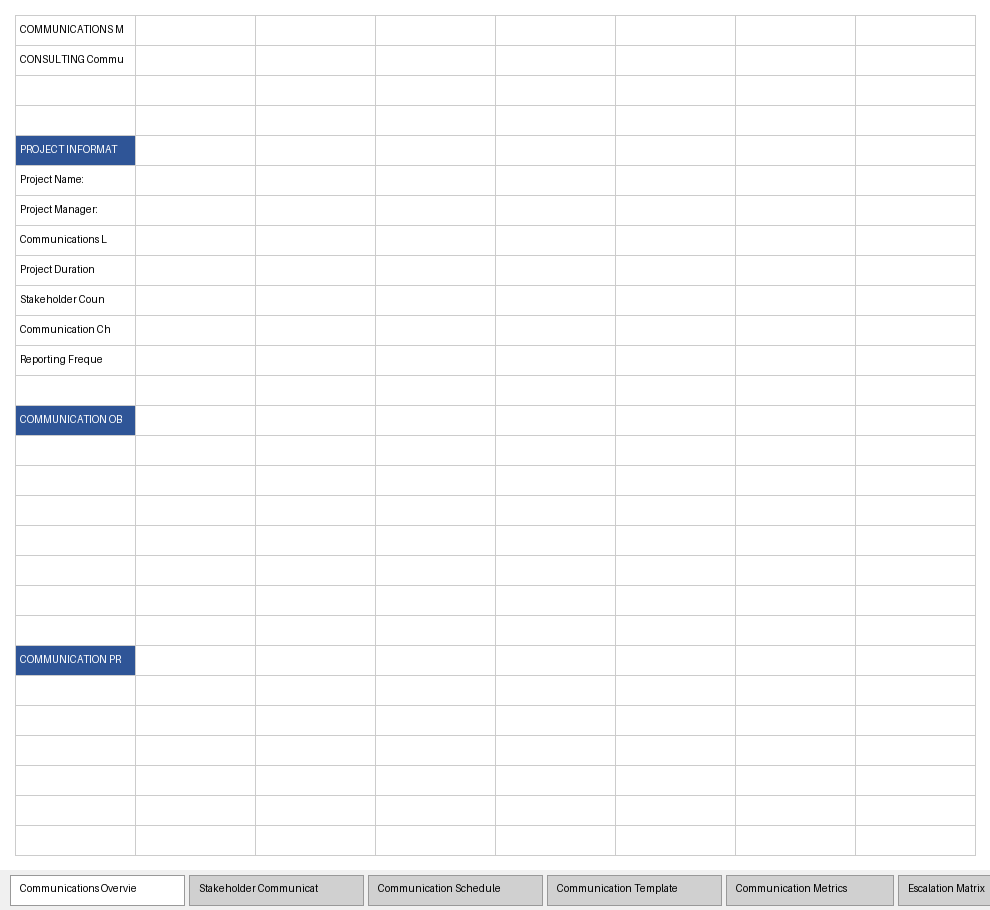 COMMUNICATIONS M
CONSULTING Commu
PROJECT INFORMAT
Project Name:
Project Manager:
Communications L
Project Duration
Stakeholder Coun
Communication Ch
Reporting Freque
COMMUNICATION OB
COMMUNICATION PR
Communications Overvie
Stakeholder Communicat
Communication Schedule
Communication Template
Communication Metrics
Escalation Matrix